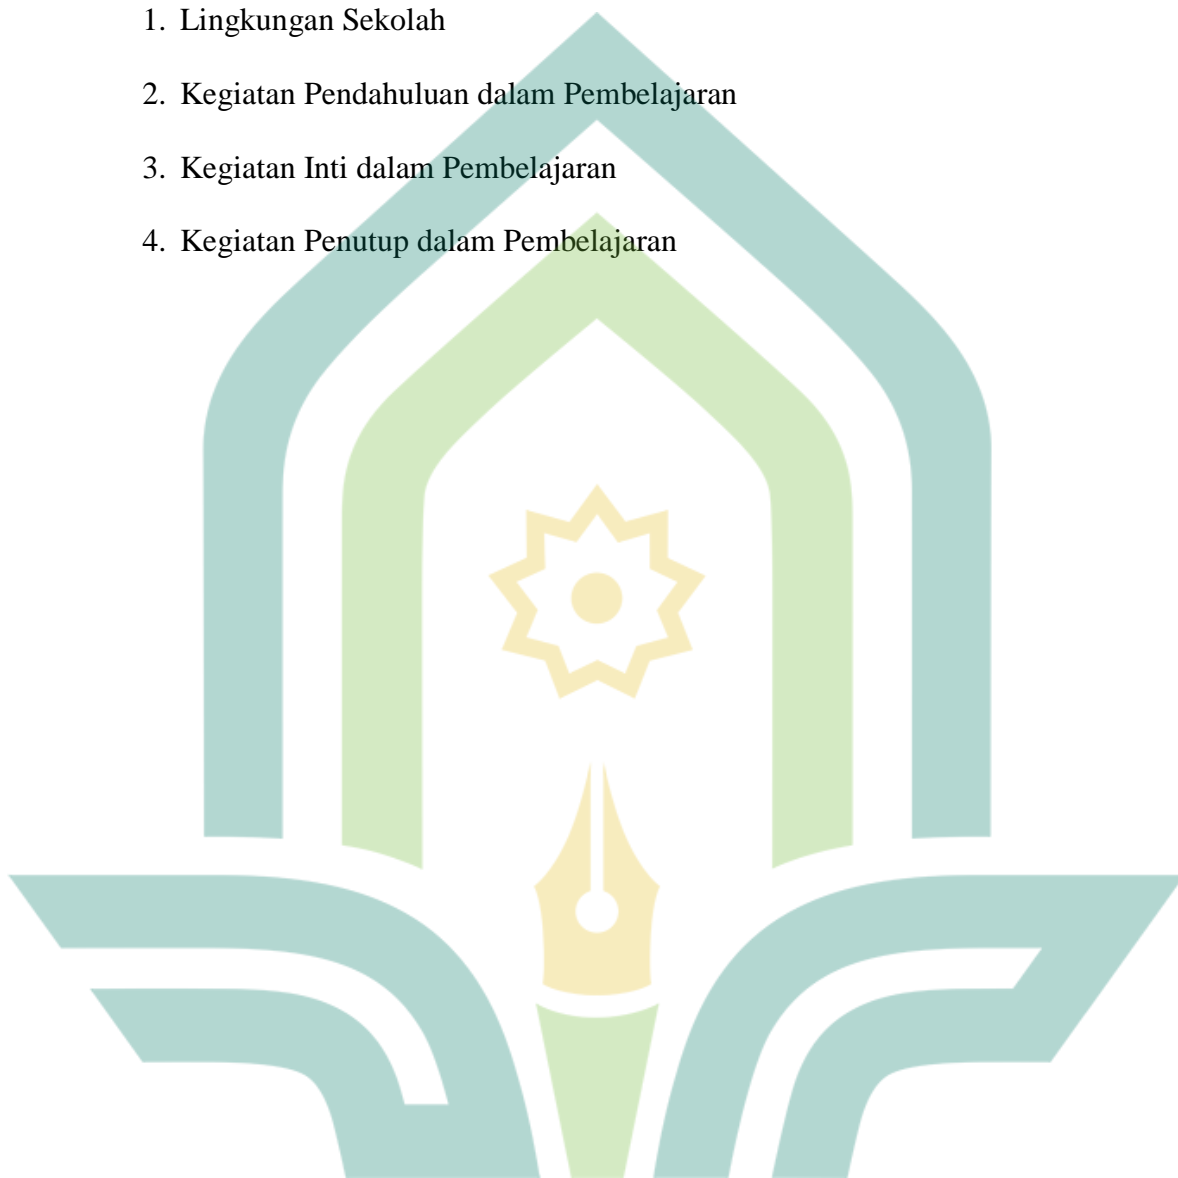 1. Lingkungan Sekolah
2. Kegiatan Pendahuluan dalam Pembelajaran
3. Kegiatan Inti dalam Pembelajaran
4. Kegiatan Penutup dalam Pembelajaran